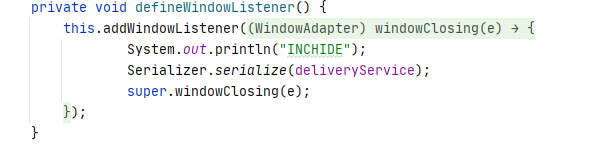 private void defineWindowListener() {
this.addWindowListener((WindowAdapter) windowClosing(e) → {
System.out.println("INCHIDE");
Serializer.serialize(deliveryService);
super.windowClosing(e);
});
}